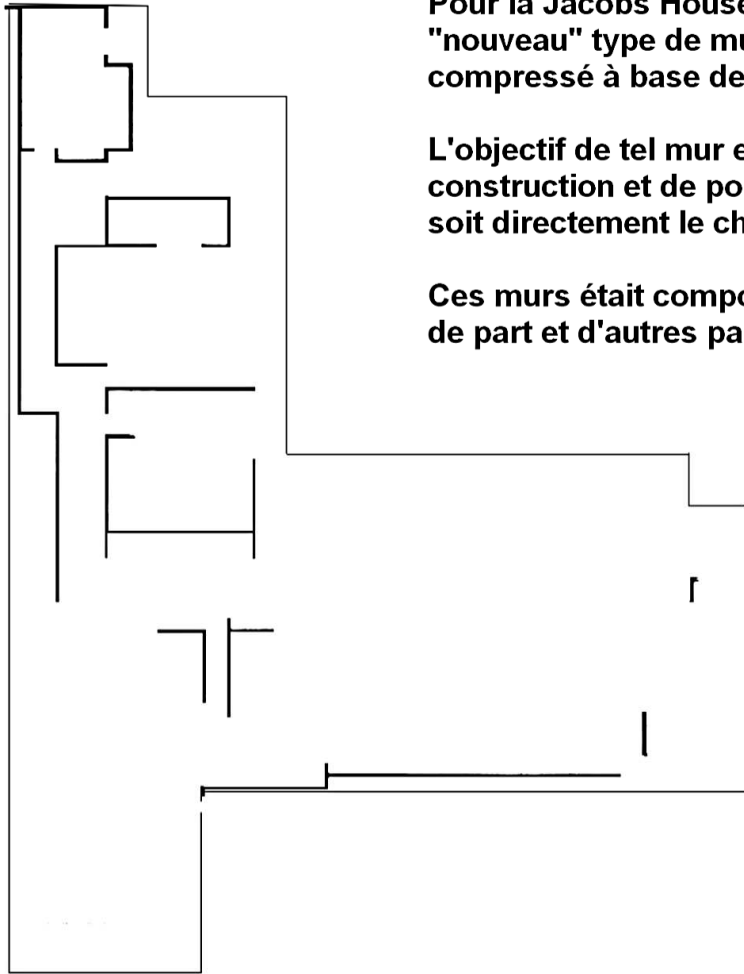 Pour la Jacobs House
"nouveau" type de
compressé à base de
L'objectif de tel mur
construction et de
soit directement le
Ces murs était
de part et d'autres